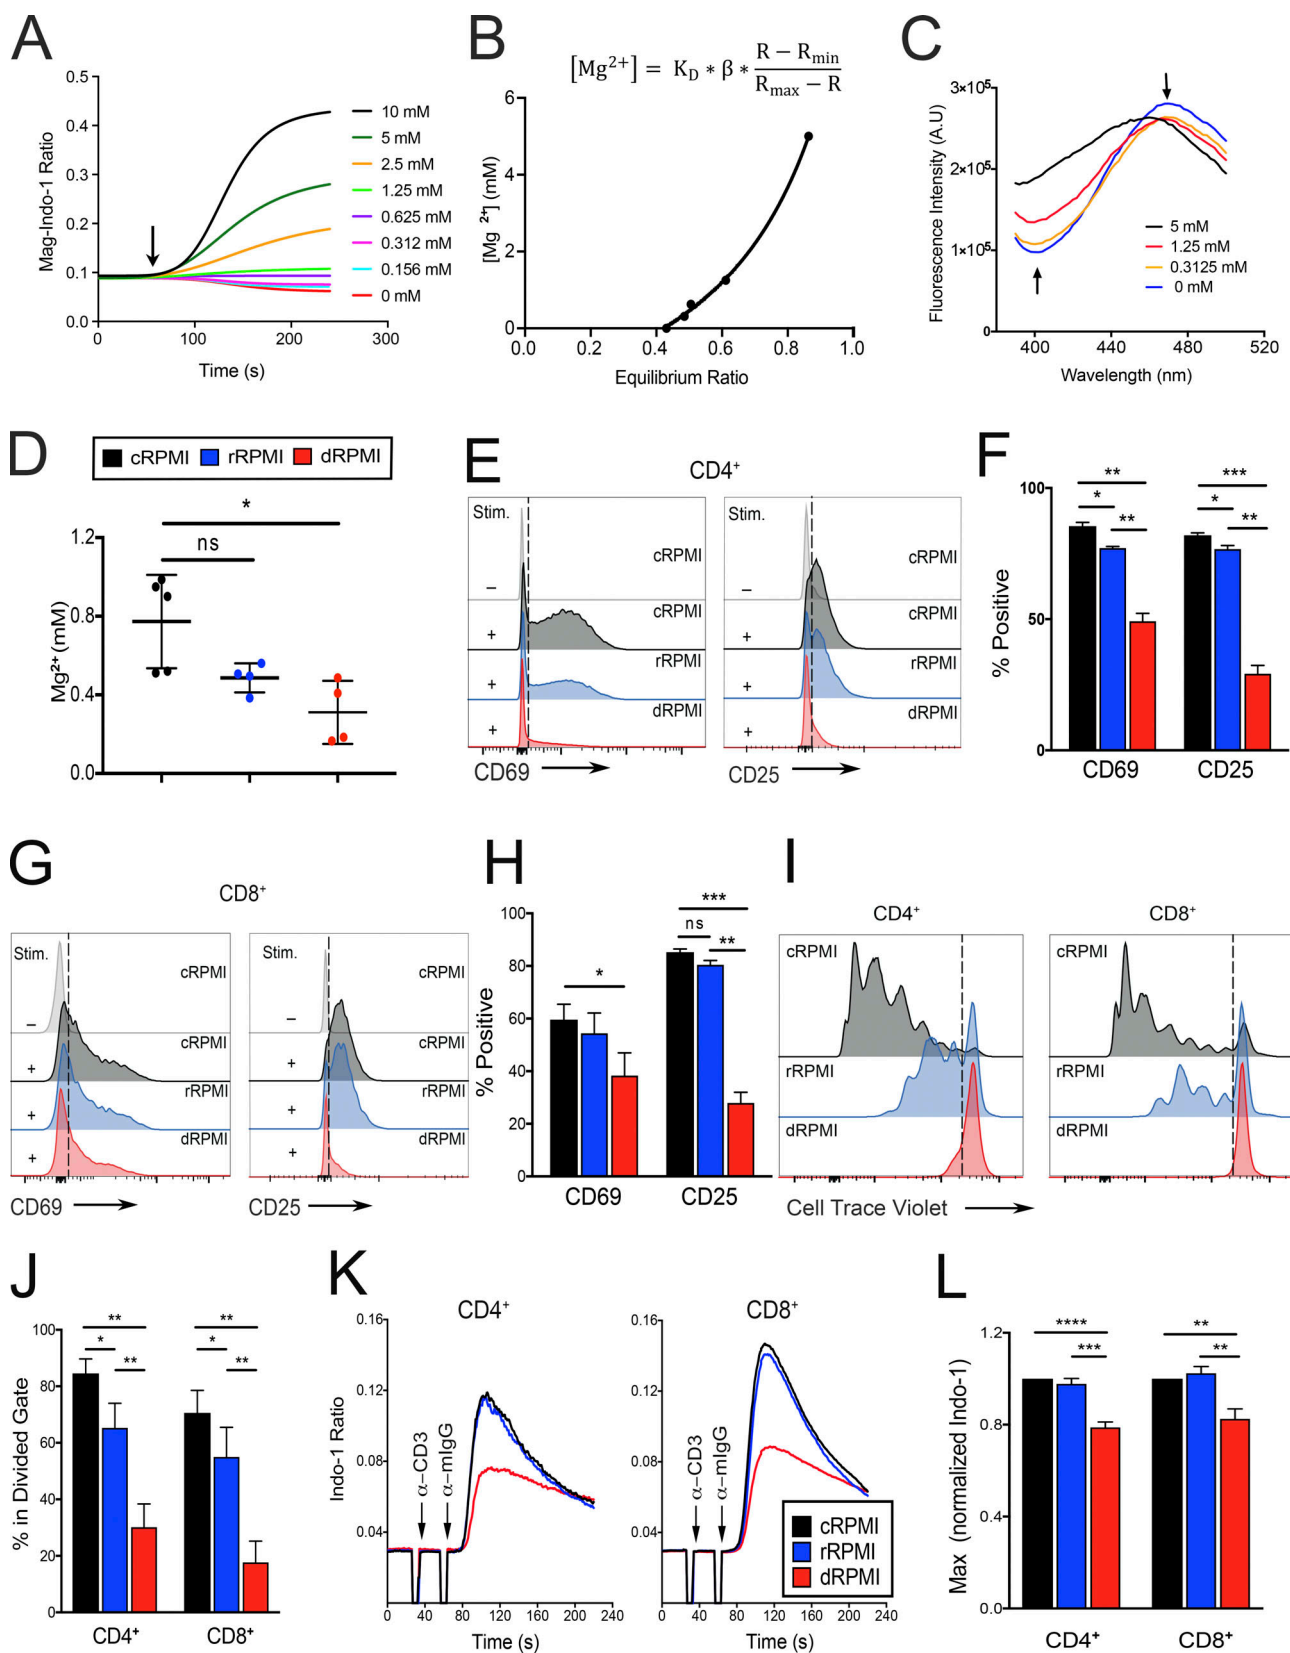 A
Mag-Indo-1 Ratio
0.5
0.4
0.3
0.2
0.1
0.0
0
100
200
300
Time (s)
10 mM
5 mM
2.5 mM
1.25 mM
0.625 mM
0.312 mM
0.156 mM
0 mM
B
[Mg²⁺] = K_D * β * (R − R_min) / (R_max − R)
[Mg²⁺] (mM)
6
4
2
0
0.0
0.2
0.4
0.6
0.8
1.0
Equilibrium Ratio
C
Fluorescence Intensity (A.U)
3×10⁵
2×10⁵
1×10⁵
0
400
440
480
520
Wavelength (nm)
5 mM
1.25 mM
0.3125 mM
0 mM
D
cRPMI rRPMI dRPMI
*
ns
Mg²⁺ (mM)
1.2
0.8
0.4
0.0
E
CD4⁺
Stim.
cRPMI
–
cRPMI
+
rRPMI
+
dRPMI
+
CD69
Stim.
cRPMI
–
cRPMI
+
rRPMI
+
dRPMI
+
CD25
F
% Positive
100
50
0
**
*
**
***
*
**
CD69
CD25
G
CD8⁺
Stim.
cRPMI
–
cRPMI
+
rRPMI
+
dRPMI
+
CD69
Stim.
cRPMI
–
cRPMI
+
rRPMI
+
dRPMI
+
CD25
H
% Positive
100
80
60
40
20
0
*
***
ns
**
CD69
CD25
I
CD4⁺
cRPMI
rRPMI
dRPMI
CD8⁺
cRPMI
rRPMI
dRPMI
Cell Trace Violet
J
% in Divided Gate
100
80
60
40
20
0
**
*
**
**
*
**
CD4⁺
CD8⁺
K
CD4⁺
Indo-1 Ratio
0.16
0.12
0.08
0.04
α–CD3
α–mIgG
0
40
80
120
160
200
240
Time (s)
CD8⁺
0.16
0.12
0.08
0.04
α–CD3
α–mIgG
0
40
80
120
160
200
240
Time (s)
cRPMI
rRPMI
dRPMI
L
Max (normalized Indo-1)
1.2
0.8
0.4
0.0
****
***
**
**
CD4⁺
CD8⁺